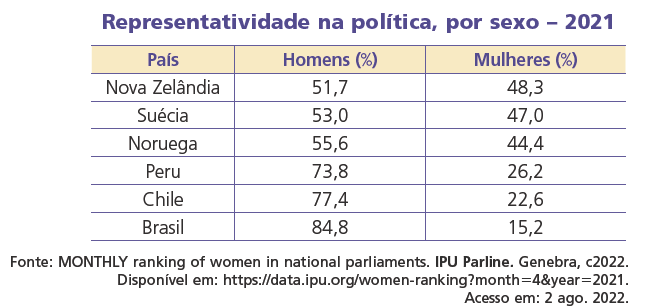 Representatividade na política, por sexo – 2021
País Homens (%) Mulheres (%)
Nova Zelândia 51,7 48,3
Suécia 53,0 47,0
Noruega 55,6 44,4
Peru 73,8 26,2
Chile 77,4 22,6
Brasil 84,8 15,2
Fonte: MONTHLY ranking of women in national parliaments. IPU Parline. Genebra, c2022.
Disponível em: https://data.ipu.org/women-ranking?month=4&year=2021.
Acesso em: 2 ago. 2022.